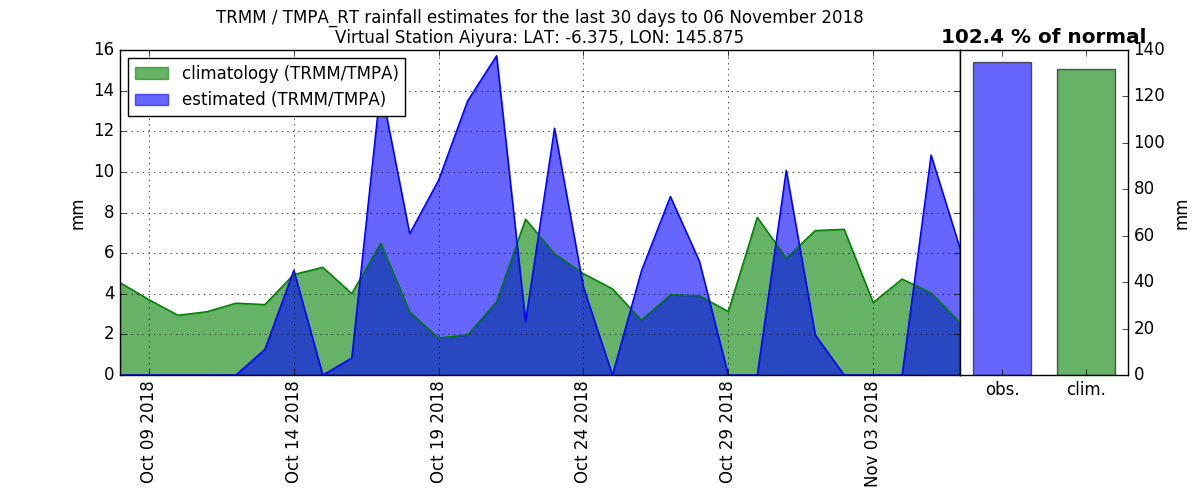 TRMM / TMPA_RT rainfall estimates for the last 30 days to 06 November 2018
Virtual Station Aiyura: LAT: -6.375, LON: 145.875
102.4 % of normal
climatology (TRMM/TMPA)
estimated (TRMM/TMPA)
mm
16
14
12
10
8
6
4
2
0
Oct 09 2018
Oct 14 2018
Oct 19 2018
Oct 24 2018
Oct 29 2018
Nov 03 2018
obs.
clim.
140
120
100
80
60
40
20
0
mm